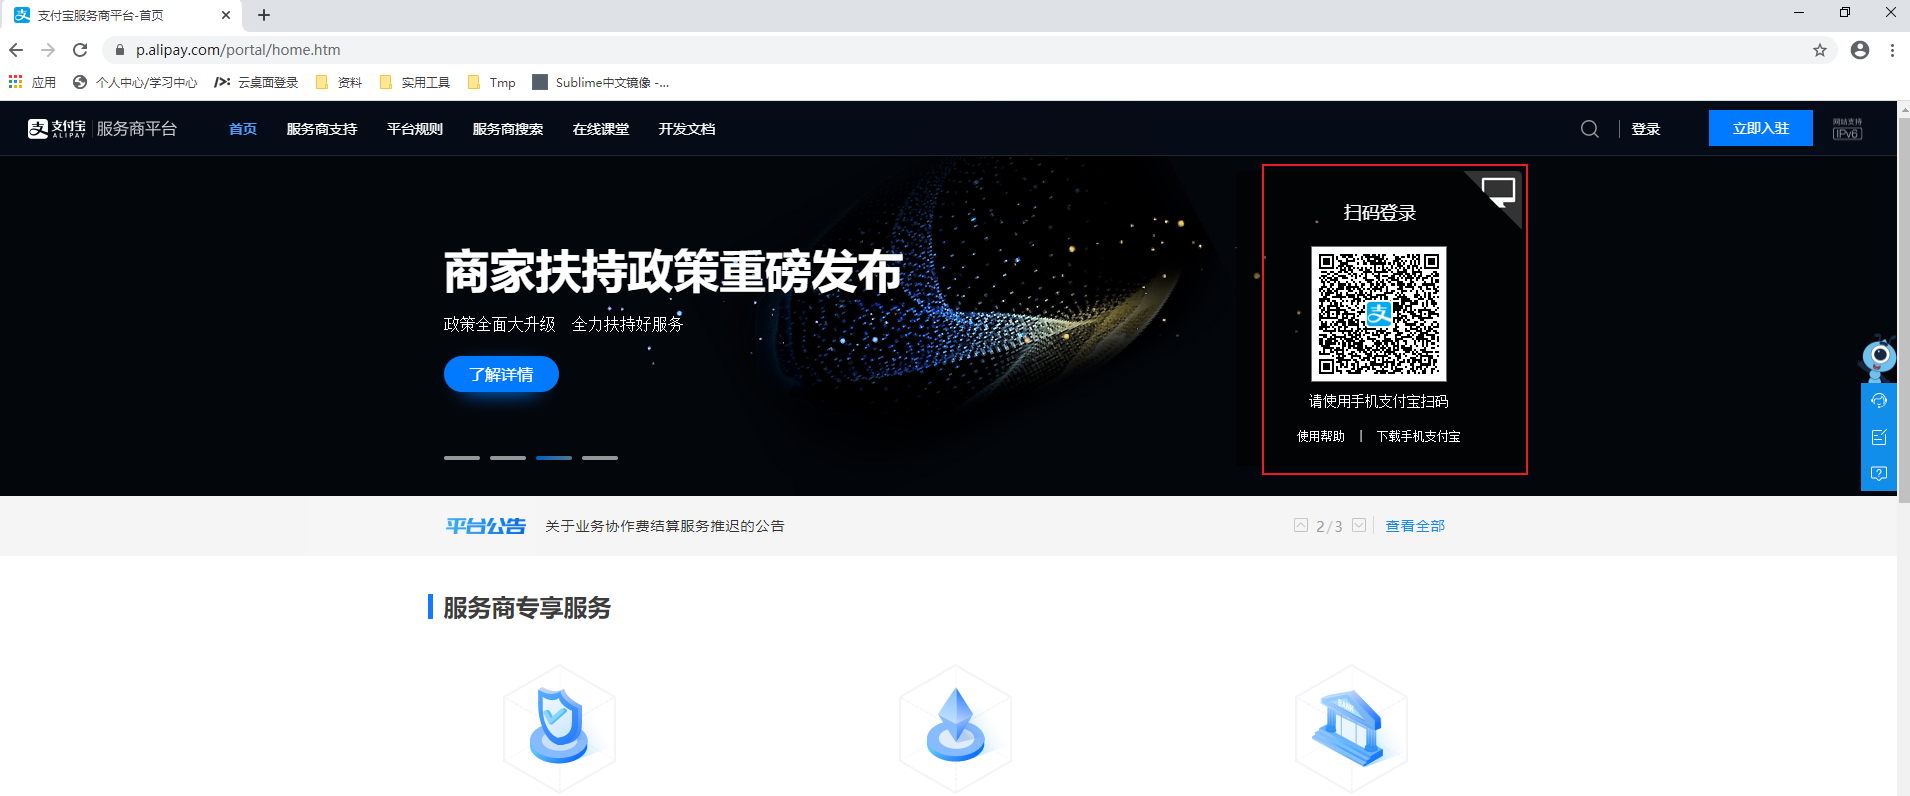 支付宝服务商平台-首页
p.alipay.com/portal/home.htm
应用 个人中心/学习中心 云桌面登录 资料 实用工具 Tmp Sublime中文镜像 -...
支付宝 ALIPAY 服务商平台 首页 服务商支持 平台规则 服务商搜索 在线课堂 开发文档 登录 立即入驻 网站支持 IPv6
扫码登录
商家扶持政策重磅发布
政策全面大升级 全力扶持好服务
了解详情
请使用手机支付宝扫码
使用帮助 | 下载手机支付宝
平台公告 关于业务协作费结算服务推迟的公告 2/3 查看全部
服务商专享服务
BANK